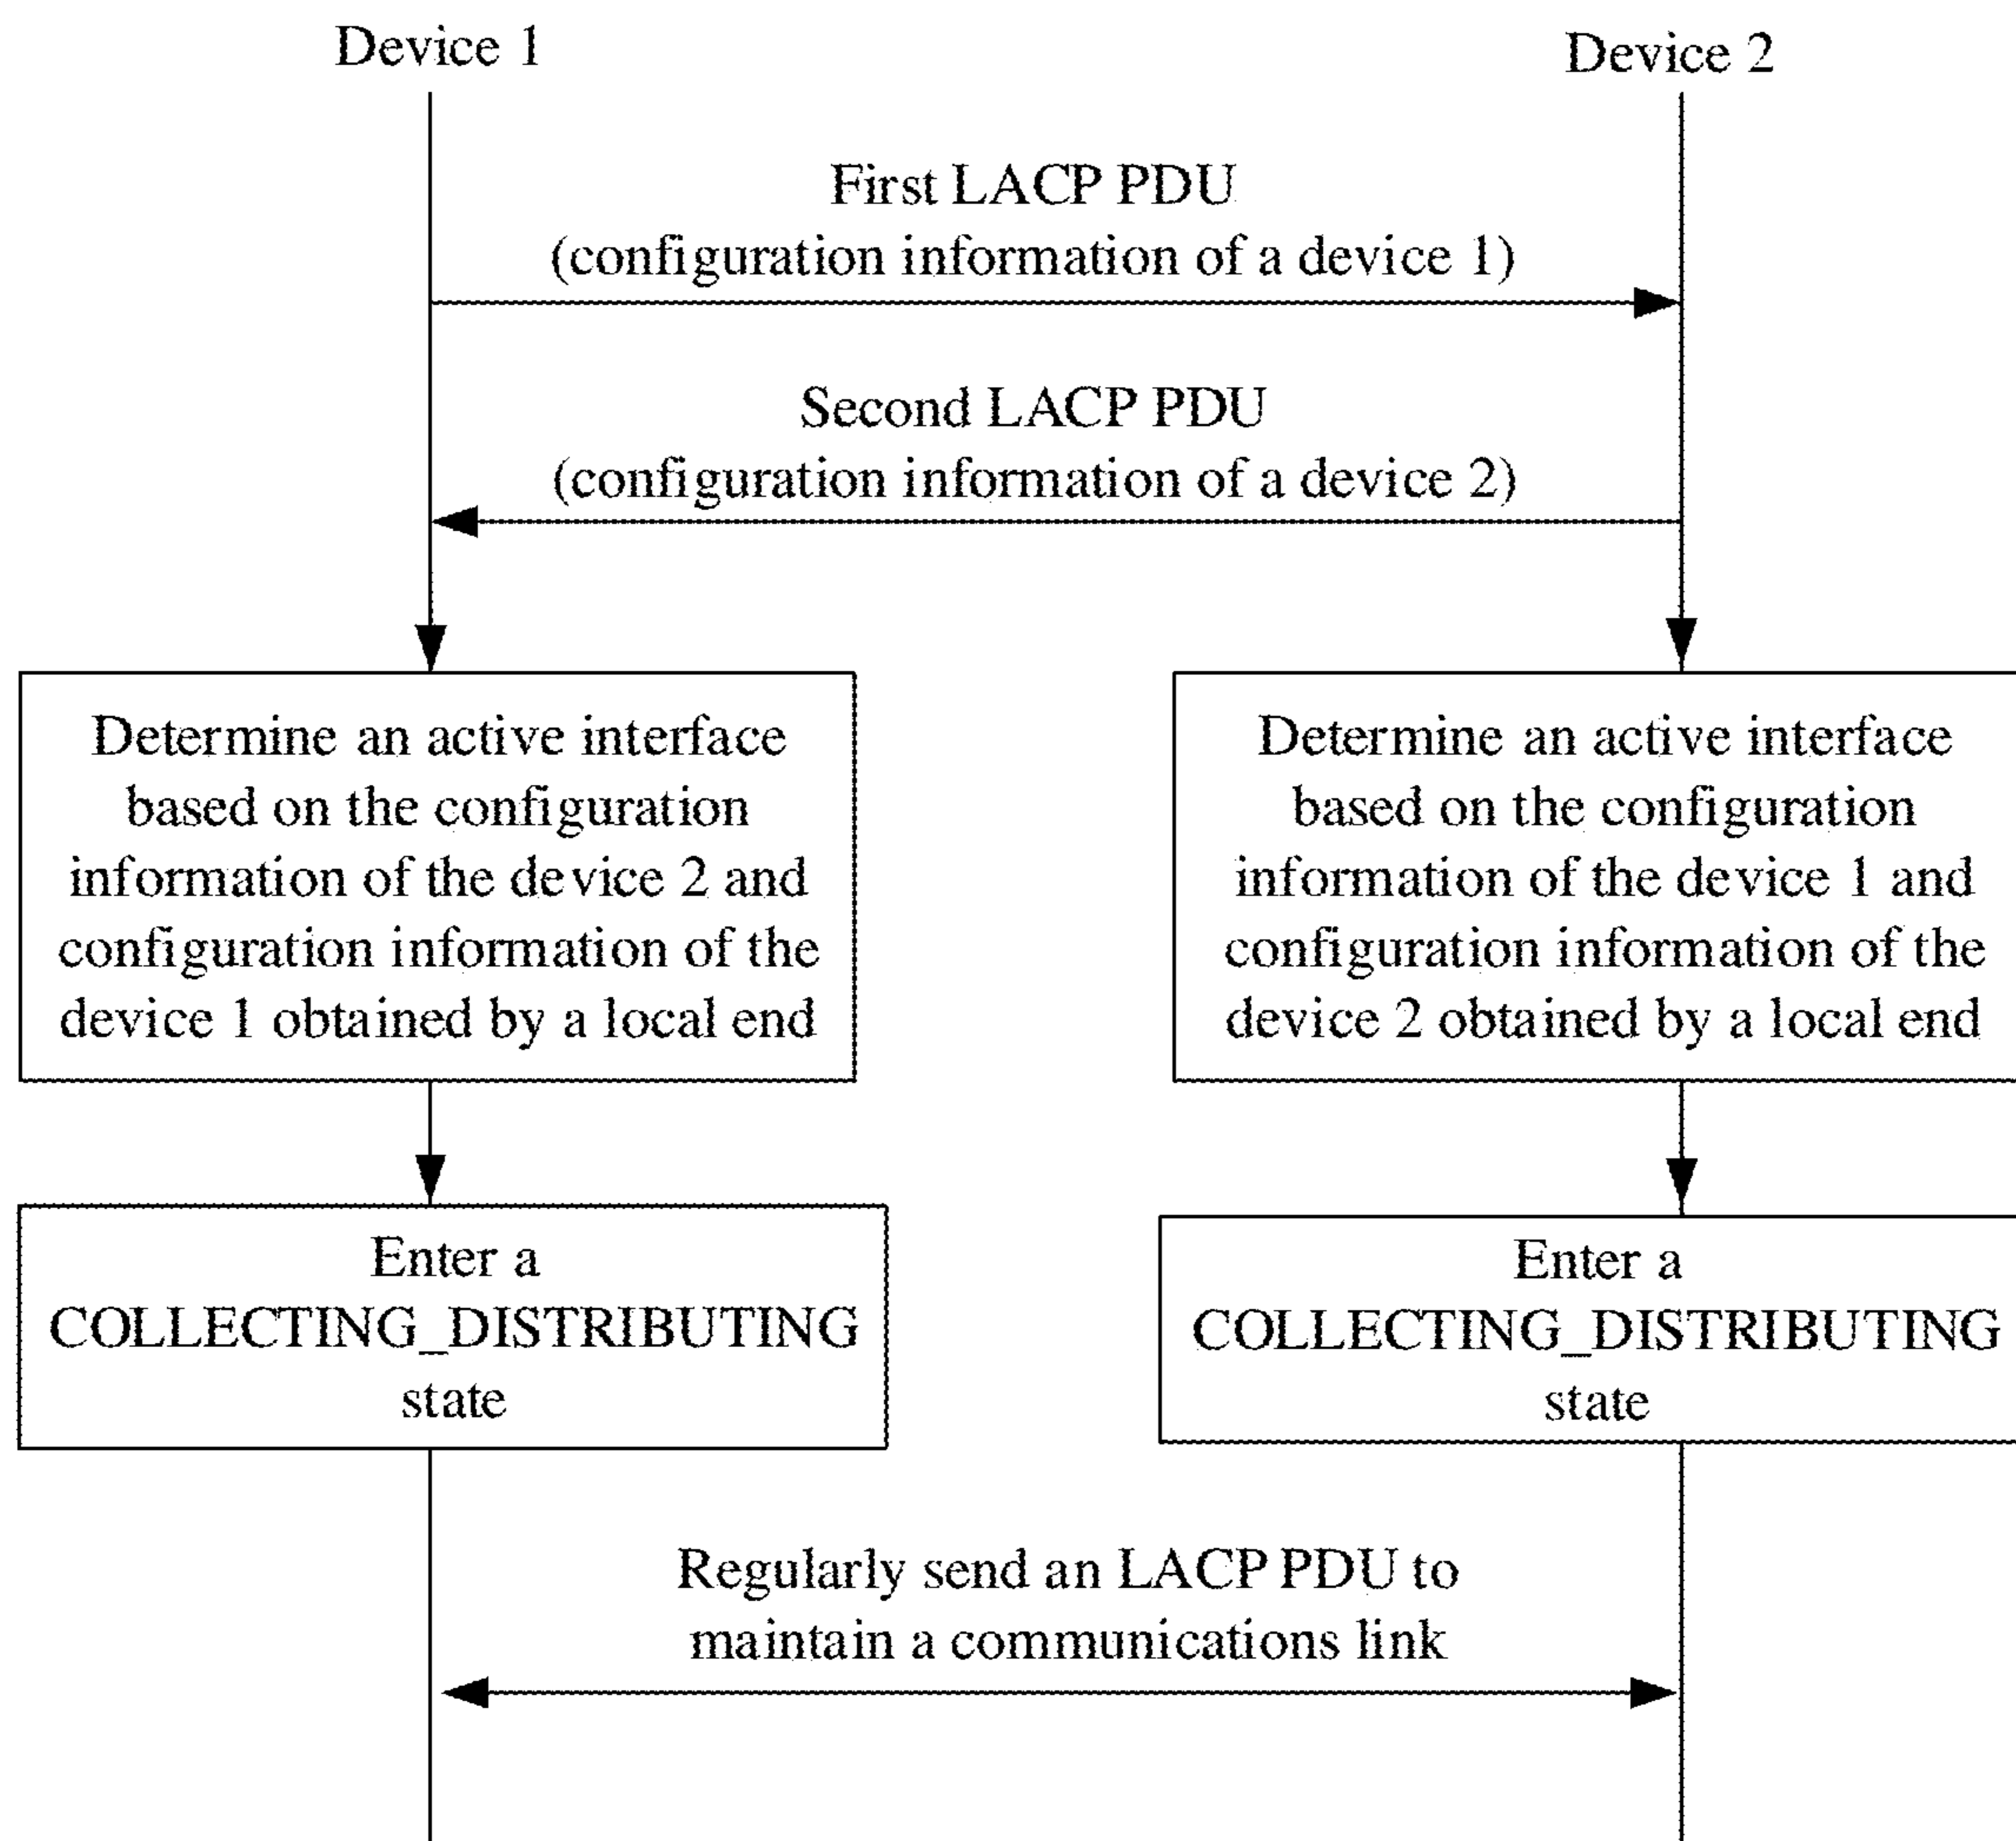 Device 1
Device 2
First LACP PDU
(configuration information of a device 1)
Second LACP PDU
(configuration information of a device 2)
Determine an active interface
based on the configuration
information of the device 2 and
configuration information of the
device 1 obtained by a local end
Determine an active interface
based on the configuration
information of the device 1 and
configuration information of the
device 2 obtained by a local end
Enter a
COLLECTING_DISTRIBUTING
state
Enter a
COLLECTING_DISTRIBUTING
state
Regularly send an LACP PDU to
maintain a communications link